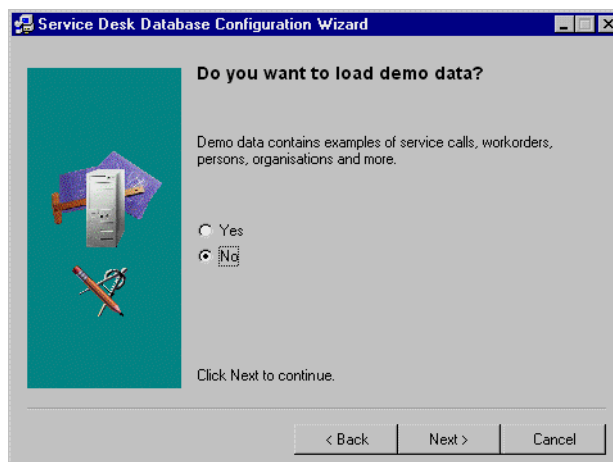 Service Desk Database Configuration Wizard
Do you want to load demo data?
Demo data contains examples of service calls, workorders,
persons, organisations and more.
Yes
No
Click Next to continue.
< Back
Next >
Cancel